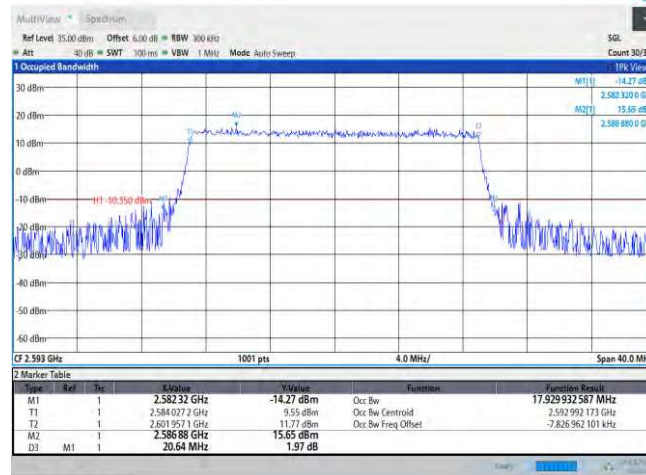 MultiView Spectrum
Ref Level 35.00 dBm Offset 6.00 dB RBW 300 kHz SGL
Att 40 dB SWT 100 ms VBW 1 MHz Mode Auto Sweep Count 30/3
1 Occupied Bandwidth 1Pk View
M1[1] -14.27 dB
2.582 320 0 G
M2[1] 15.65 dB
2.586 880 0 G
30 dBm
20 dBm
M2
T1
10 dBm
0 dBm
-10 dBm
H1 -10.350 dBm
-20 dBm
-30 dBm
-40 dBm
-50 dBm
-60 dBm
CF 2.593 GHz 1001 pts 4.0 MHz/ Span 40.0 MH
2 Marker Table
Type Ref Trc X-Value Y-Value Function Function Result
M1 1 2.582 32 GHz -14.27 dBm Occ Bw 17.929 932 587 MHz
T1 1 2.584 027 2 GHz 9.55 dBm Occ Bw Centroid 2.592 992 173 GHz
T2 1 2.601 957 1 GHz 11.77 dBm Occ Bw Freq Offset -7.826 962 101 kHz
M2 1 2.586 88 GHz 15.65 dBm
D3 M1 1 20.64 MHz 1.97 dB